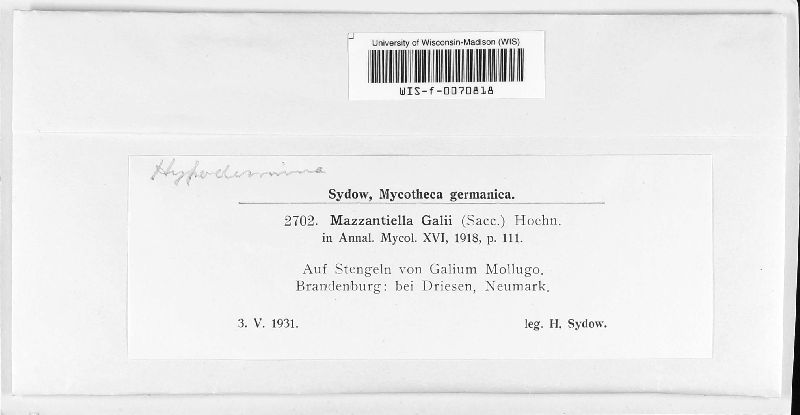 University of Wisconsin-Madison (WIS)
WIS-f-0070818
Hypodermina
Sydow, Mycotheca germanica.
2702. Mazzantiella Galii (Sacc.) Hoehn.
in Annal. Mycol. XVI, 1918, p. 111.
Auf Stengeln von Galium Mollugo.
Brandenburg: bei Driesen, Neumark.
3. V. 1931. leg. H. Sydow.